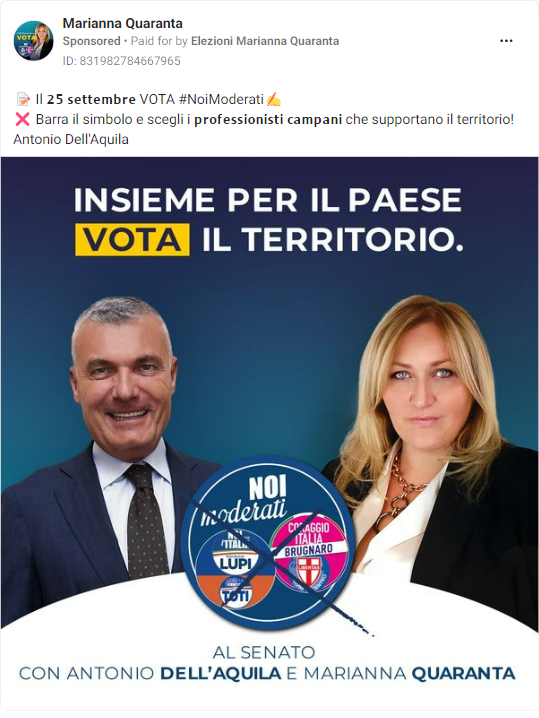 Marianna Quaranta
Sponsored • Paid for by Elezioni Marianna Quaranta
ID: 831982784667965
📝 Il 25 settembre VOTA #NoiModerati✍️
❌ Barra il simbolo e scegli i professionisti campani che supportano il territorio!
Antonio Dell'Aquila
INSIEME PER IL PAESE
VOTA IL TERRITORIO.
NOI
moderati
CORAGGIO
ITALIA
BRUGNARO
LUPI
TOTI
LIBERTAS
AL SENATO
CON ANTONIO DELL'AQUILA E MARIANNA QUARANTA